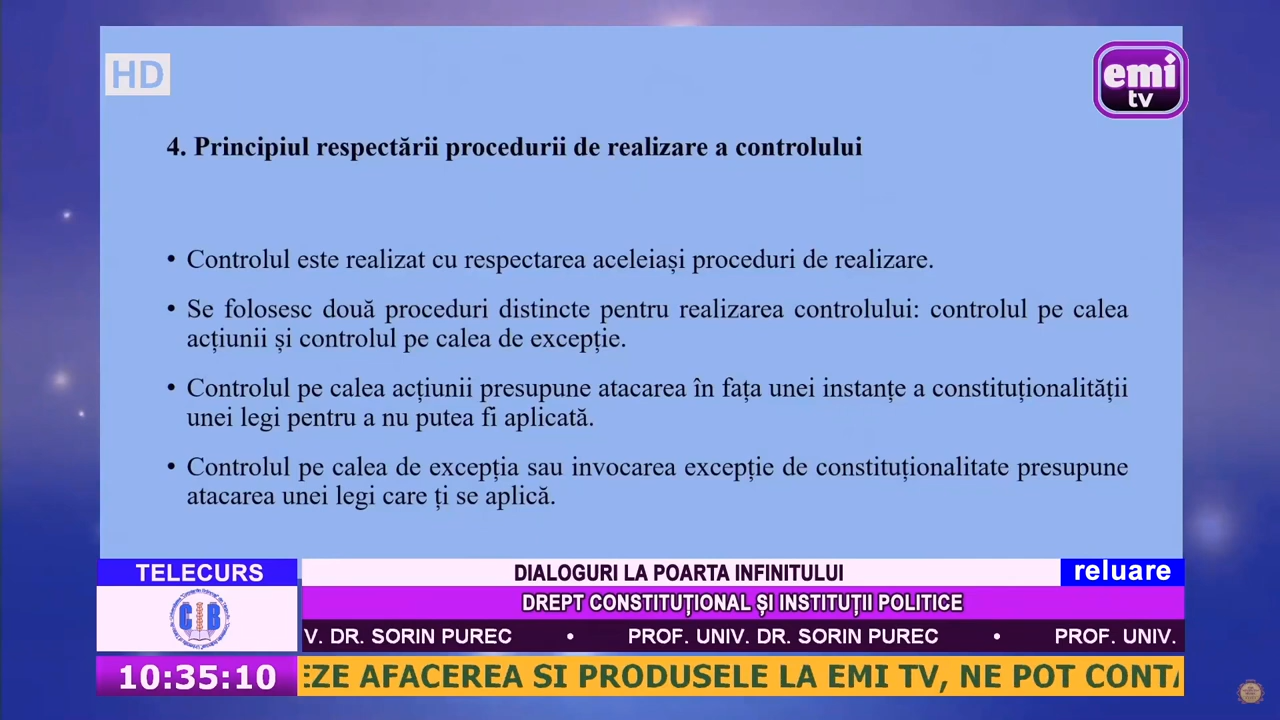 HD
emi
tv
4. Principiul respectării procedurii de realizare a controlului
• Controlul este realizat cu respectarea aceleiași proceduri de realizare.
• Se folosesc două proceduri distincte pentru realizarea controlului: controlul pe calea
acțiunii și controlul pe calea de excepție.
• Controlul pe calea acțiunii presupune atacarea în fața unei instanțe a constituționalității
unei legi pentru a nu putea fi aplicată.
• Controlul pe calea de excepția sau invocarea excepție de constituționalitate presupune
atacarea unei legi care ți se aplică.
TELECURS
DIALOGURI LA POARTA INFINITULUI
reluare
CB
DREPT CONSTITUȚIONAL ȘI INSTITUȚII POLITICE
V. DR. SORIN PUREC • PROF. UNIV. DR. SORIN PUREC • PROF. UNIV.
10:35:10
EZE AFACEREA SI PRODUSELE LA EMI TV, NE POT CONTA